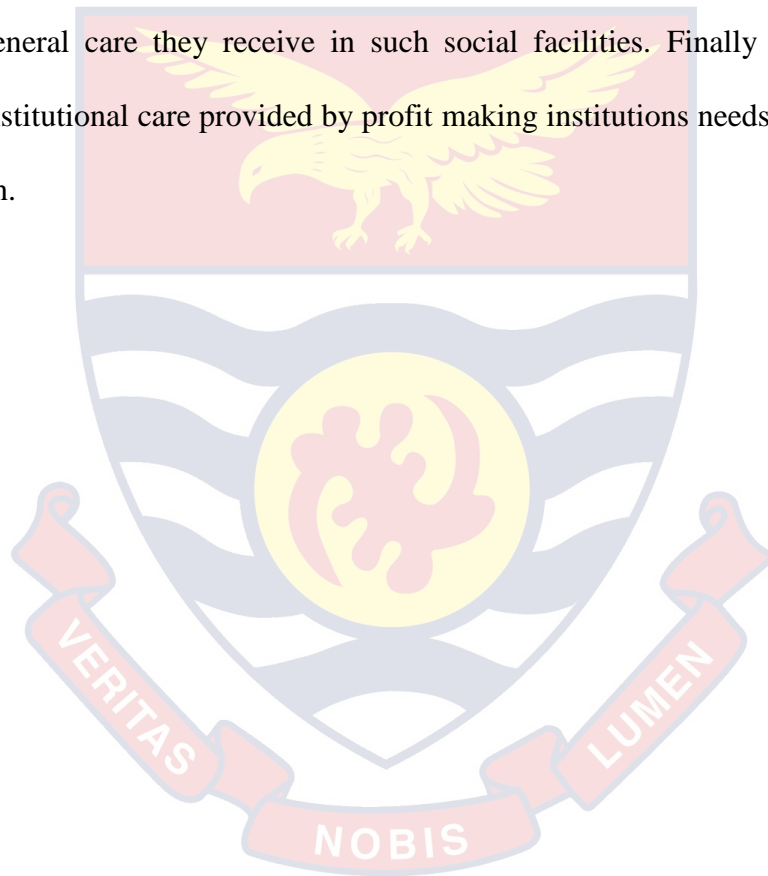 eneral care they receive in such social facilities. Finally
stitutional care provided by profit making institutions needs
n.
VERITAS
NOBIS
LUMEN